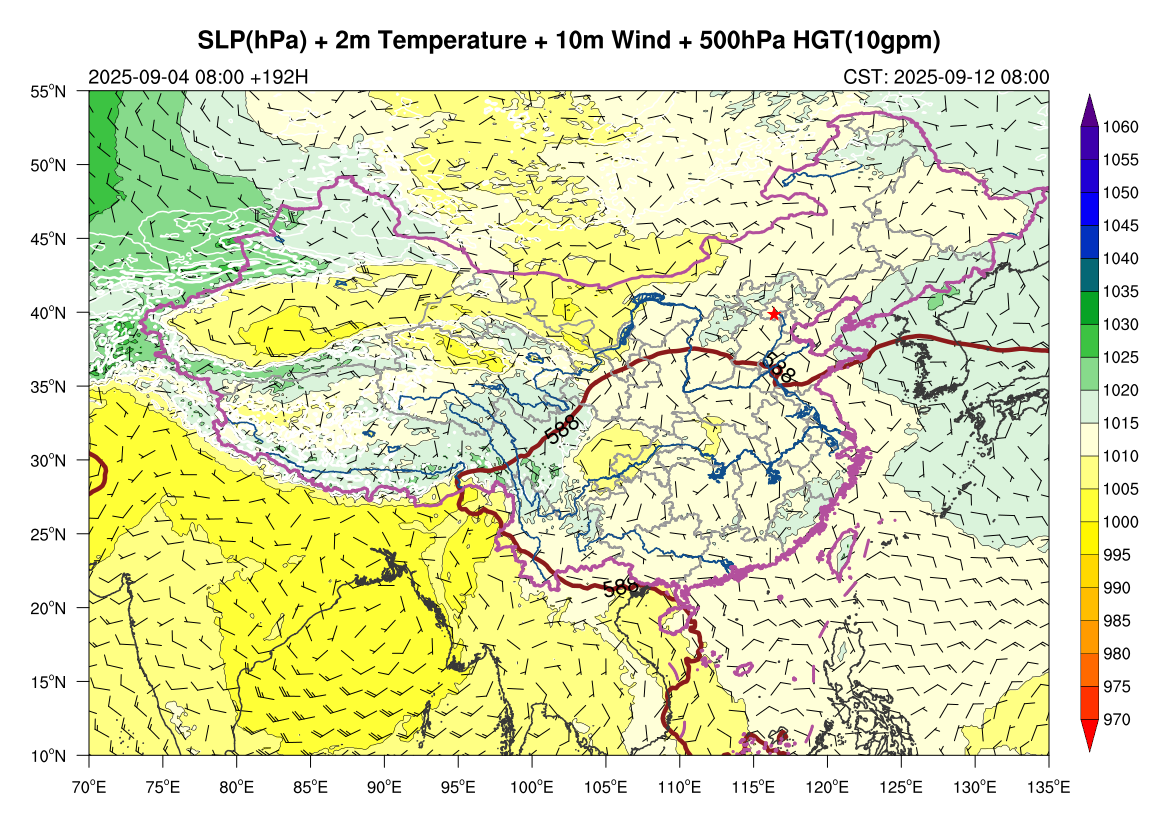 SLP(hPa) + 2m Temperature + 10m Wind + 500hPa HGT(10gpm)
2025-09-04 08:00 +192H
CST: 2025-09-12 08:00
55°N
50°N
45°N
40°N
35°N
30°N
25°N
20°N
15°N
10°N
70°E 75°E 80°E 85°E 90°E 95°E 100°E 105°E 110°E 115°E 120°E 125°E 130°E 135°E
588
588
588
1060
1055
1050
1045
1040
1035
1030
1025
1020
1015
1010
1005
1000
995
990
985
980
975
970